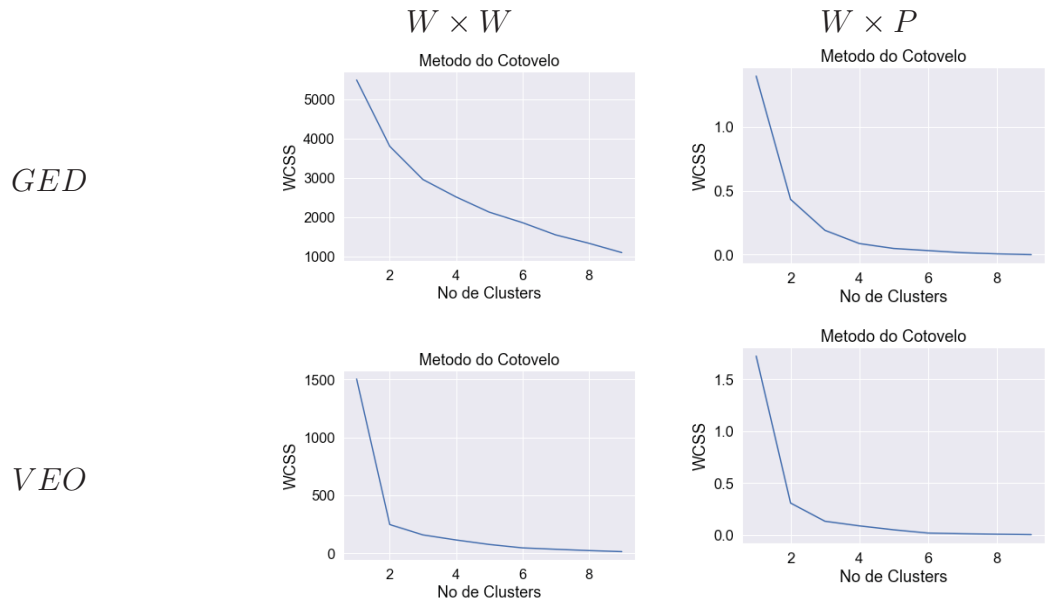 W × W
W × P
GED
Metodo do Cotovelo
5000
4000
3000
2000
1000
WCSS
2 4 6 8
No de Clusters
Metodo do Cotovelo
1.0
0.5
0.0
WCSS
2 4 6 8
No de Clusters
VEO
Metodo do Cotovelo
1500
1000
500
0
WCSS
2 4 6 8
No de Clusters
Metodo do Cotovelo
1.5
1.0
0.5
0.0
WCSS
2 4 6 8
No de Clusters